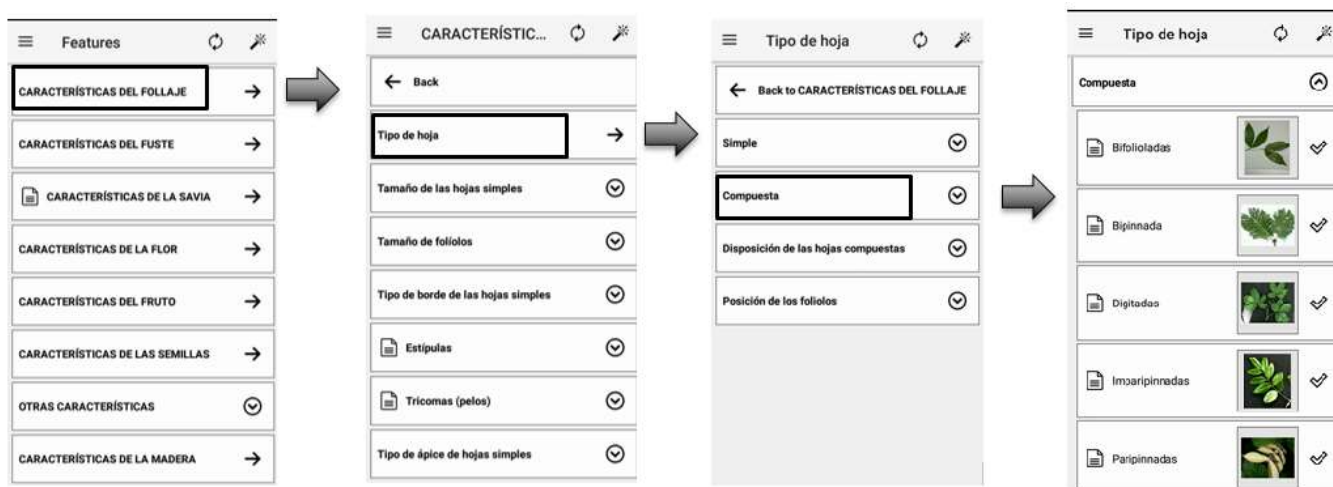 Features
CARACTERÍSTICAS DEL FOLLAJE
CARACTERÍSTICAS DEL FUSTE
CARACTERÍSTICAS DE LA SAVIA
CARACTERÍSTICAS DE LA FLOR
CARACTERÍSTICAS DEL FRUTO
CARACTERÍSTICAS DE LAS SEMILLAS
OTRAS CARACTERÍSTICAS
CARACTERÍSTICAS DE LA MADERA
CARACTERÍSTIC...
Back
Tipo de hoja
Tamaño de las hojas simples
Tamaño de folíolos
Tipo de borde de las hojas simples
Estípulas
Tricomas (pelos)
Tipo de ápice de hojas simples
Tipo de hoja
Back to CARACTERÍSTICAS DEL FOLLAJE
Simple
Compuesta
Disposición de las hojas compuestas
Posición de los foliolos
Tipo de hoja
Compuesta
Bifolioladas
Bipinnada
Digitadas
Imparipinnadas
Paripinnadas